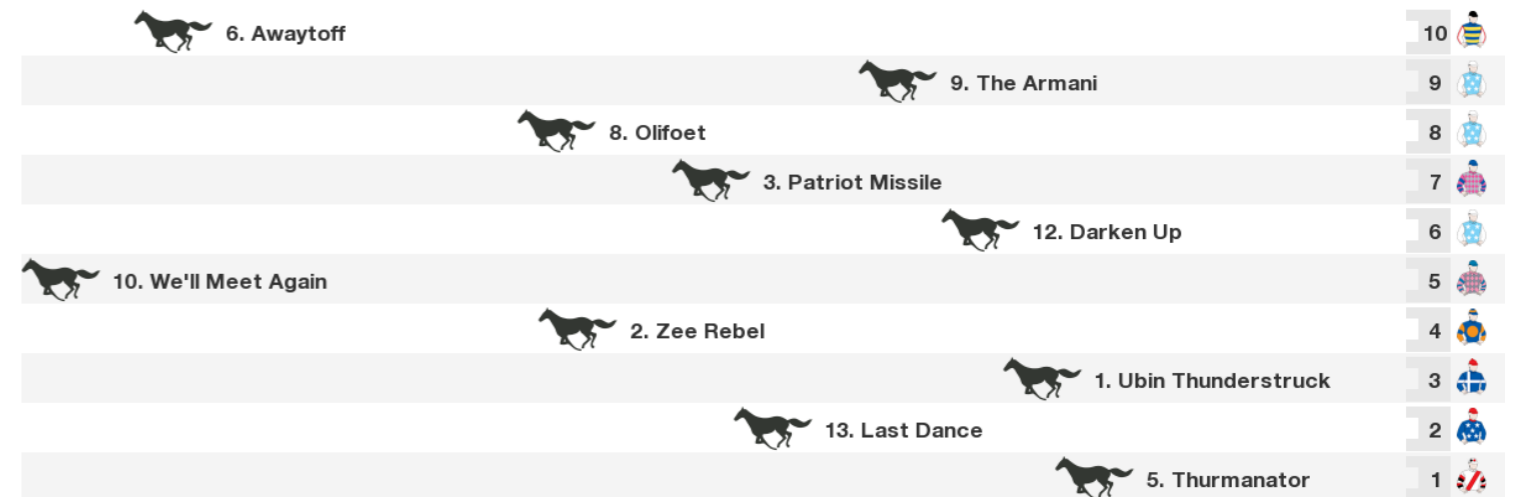 6. Awaytoff 10
9. The Armani 9
8. Olifoet 8
3. Patriot Missile 7
12. Darken Up 6
10. We'll Meet Again 5
2. Zee Rebel 4
1. Ubin Thunderstruck 3
13. Last Dance 2
5. Thurmanator 1